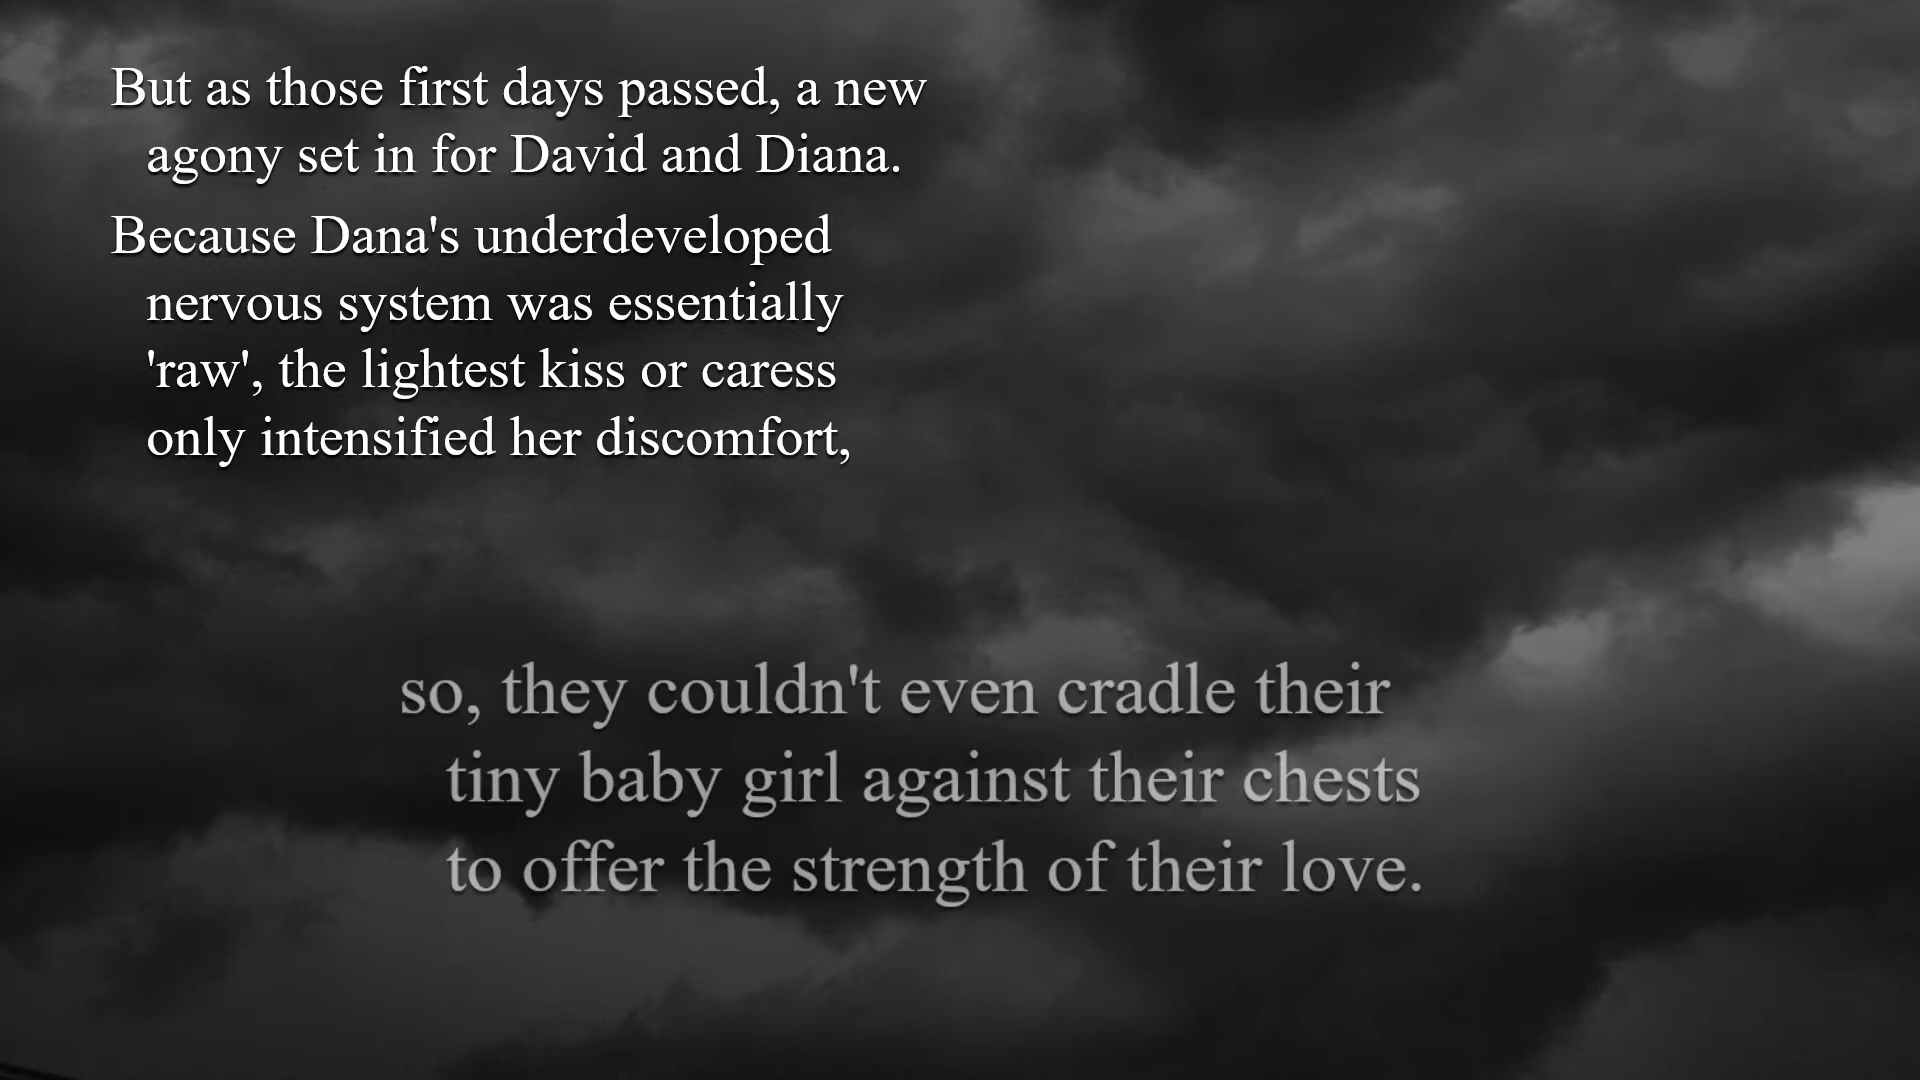 But as those first days passed, a new
agony set in for David and Diana.
Because Dana's underdeveloped
nervous system was essentially
'raw', the lightest kiss or caress
only intensified her discomfort,
so, they couldn't even cradle their
tiny baby girl against their chests
to offer the strength of their love.